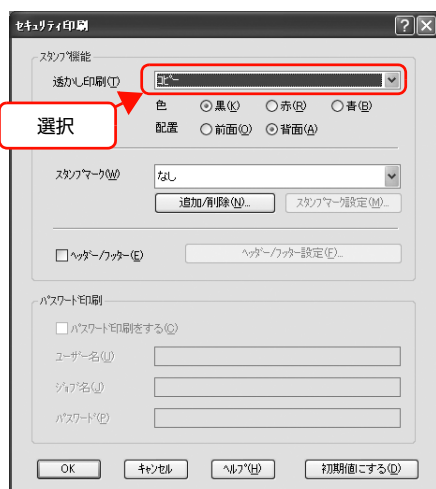 セキュリティ印刷
スタンプ機能
透かし印刷(T)
コピー
色 黒(K) 赤(R) 青(B)
選択
配置 前面(O) 背面(A)
スタンプマーク(W) なし
追加/削除(N)... スタンプマーク設定(M)...
ヘッダー/フッター(E) ヘッダー/フッター設定(F)...
パスワード印刷
パスワード印刷をする(C)
ユーザー名(U)
ジョブ名(J)
パスワード(P)
OK キャンセル ヘルプ(H) 初期値にする(D)